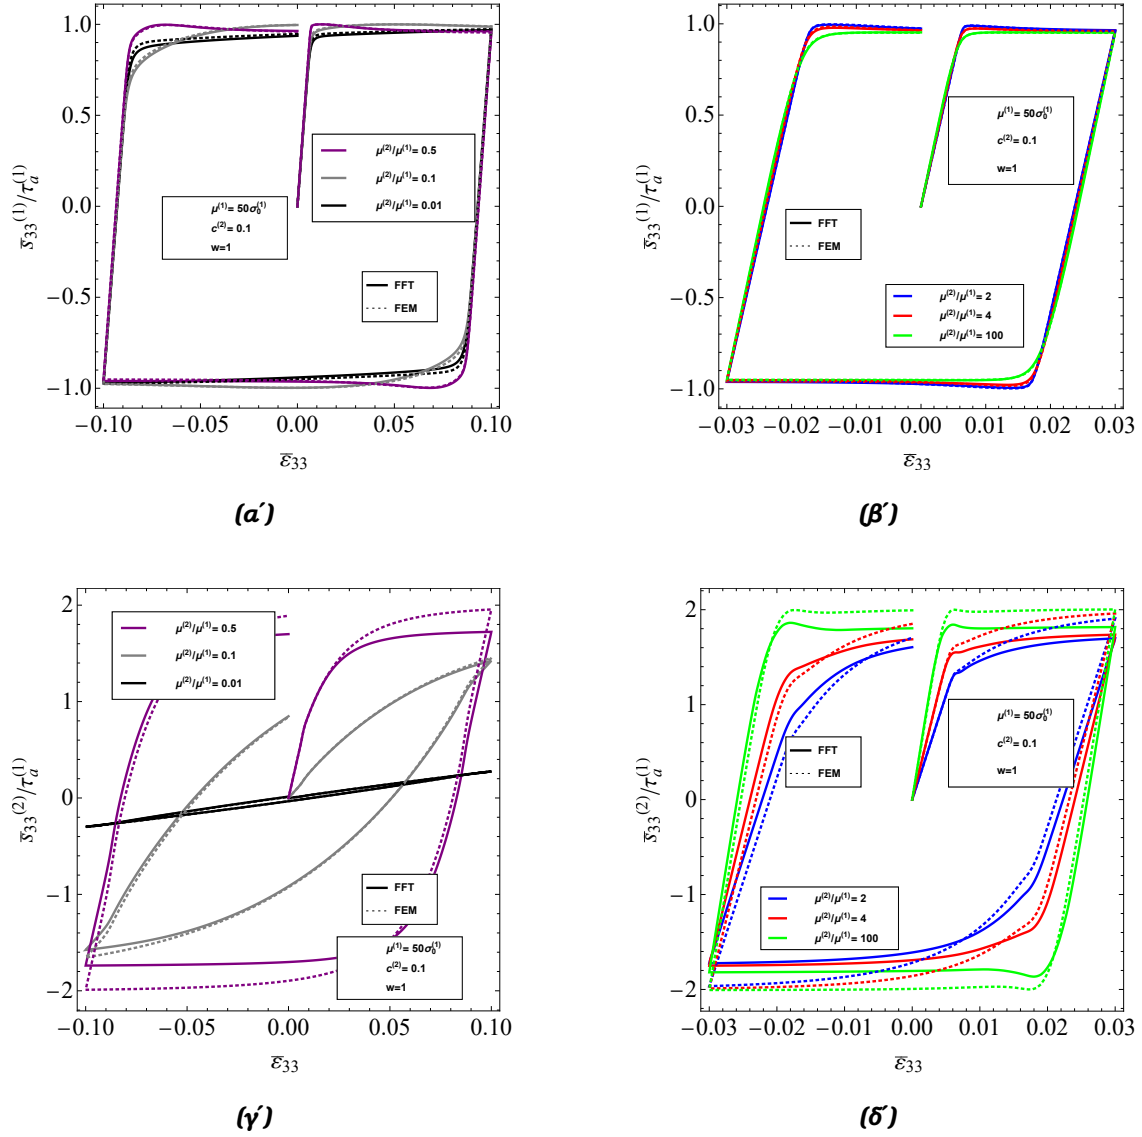 1.0
0.5
0.0
−0.5
−1.0
s̅₃₃⁽¹⁾/τₐ⁽¹⁾
μ⁽²⁾/μ⁽¹⁾= 0.5
μ⁽²⁾/μ⁽¹⁾= 0.1
μ⁽²⁾/μ⁽¹⁾= 0.01
μ⁽¹⁾= 50σ₀⁽¹⁾
c⁽²⁾= 0.1
w=1
FFT
FEM
−0.10 −0.05 0.00 0.05 0.10
ε̅₃₃
(α΄)
1.0
0.5
0.0
−0.5
−1.0
s̅₃₃⁽¹⁾/τₐ⁽¹⁾
μ⁽¹⁾= 50σ₀⁽¹⁾
c⁽²⁾= 0.1
w=1
FFT
FEM
μ⁽²⁾/μ⁽¹⁾= 2
μ⁽²⁾/μ⁽¹⁾= 4
μ⁽²⁾/μ⁽¹⁾= 100
−0.03 −0.02 −0.01 0.00 0.01 0.02 0.03
ε̅₃₃
(β΄)
2
1
0
−1
−2
s̅₃₃⁽²⁾/τₐ⁽¹⁾
μ⁽²⁾/μ⁽¹⁾= 0.5
μ⁽²⁾/μ⁽¹⁾= 0.1
μ⁽²⁾/μ⁽¹⁾= 0.01
FFT
FEM
μ⁽¹⁾= 50σ₀⁽¹⁾
c⁽²⁾= 0.1
w=1
−0.10 −0.05 0.00 0.05 0.10
ε̅₃₃
(γ΄)
2
1
0
−1
−2
s̅₃₃⁽²⁾/τₐ⁽¹⁾
μ⁽¹⁾= 50σ₀⁽¹⁾
c⁽²⁾= 0.1
w=1
FFT
FEM
μ⁽²⁾/μ⁽¹⁾= 2
μ⁽²⁾/μ⁽¹⁾= 4
μ⁽²⁾/μ⁽¹⁾= 100
−0.03 −0.02 −0.01 0.00 0.01 0.02 0.03
ε̅₃₃
(δ΄)